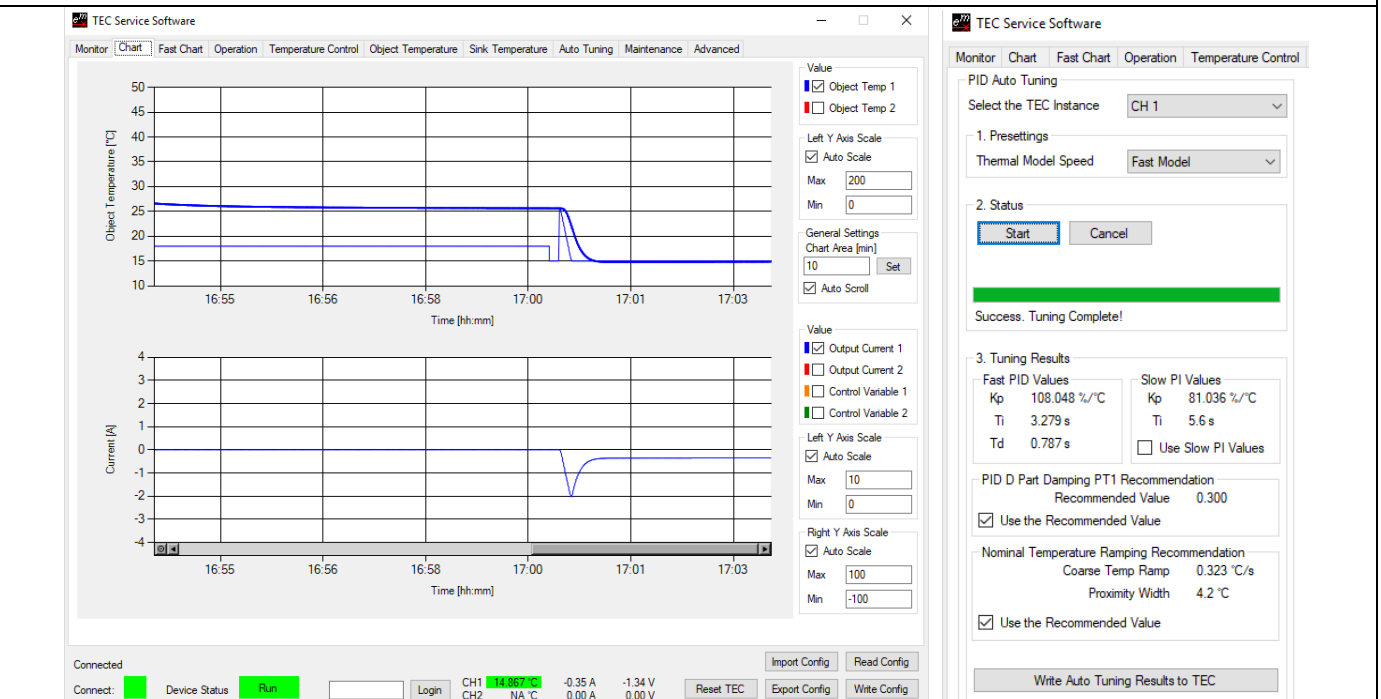 TEC Service Software
Monitor Chart Fast Chart Operation Temperature Control Object Temperature Sink Temperature Auto Tuning Maintenance Advanced
Object Temperature [°C]
50
45
40
35
30
25
20
15
10
16:55 16:56 16:58 17:00 17:01 17:03
Time [hh:mm]
Current [A]
4
3
2
1
0
-1
-2
-3
-4
16:55 16:56 16:58 17:00 17:01 17:03
Time [hh:mm]
Value
Object Temp 1
Object Temp 2
Left Y Axis Scale
Auto Scale
Max 200
Min 0
General Settings
Chart Area [min]
10 Set
Auto Scroll
Value
Output Current 1
Output Current 2
Control Variable 1
Control Variable 2
Left Y Axis Scale
Auto Scale
Max 10
Min 0
Right Y Axis Scale
Auto Scale
Max 100
Min -100
Connected
Import Config Read Config
Connect: Device Status Run Login CH1 14.867 °C -0.35 A -1.34 V
CH2 NA °C 0.00 A 0.00 V
Reset TEC Export Config Write Config
TEC Service Software
Monitor Chart Fast Chart Operation Temperature Control
PID Auto Tuning
Select the TEC Instance CH 1
1. Presettings
Thermal Model Speed Fast Model
2. Status
Start Cancel
Success. Tuning Complete!
3. Tuning Results
Fast PID Values
Kp 108.048 %/°C
Ti 3.279 s
Td 0.787 s
Slow PI Values
Kp 81.036 %/°C
Ti 5.6 s
Use Slow PI Values
PID D Part Damping PT1 Recommendation
Recommended Value 0.300
Use the Recommended Value
Nominal Temperature Ramping Recommendation
Coarse Temp Ramp 0.323 °C/s
Proximity Width 4.2 °C
Use the Recommended Value
Write Auto Tuning Results to TEC